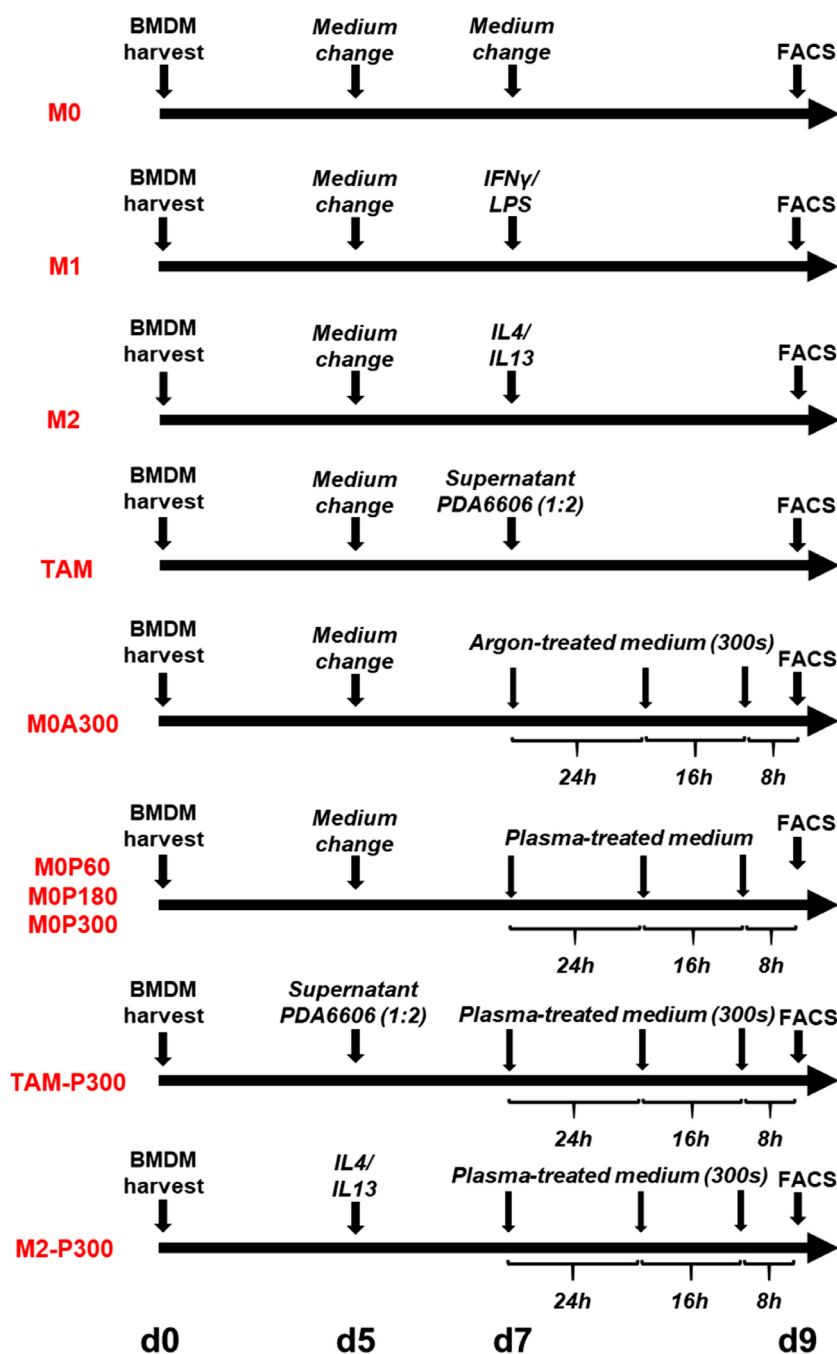 BMDM
harvest
Medium
change
Medium
change
FACS
M0
BMDM
harvest
Medium
change
IFNγ/
LPS
FACS
M1
BMDM
harvest
Medium
change
IL4/
IL13
FACS
M2
BMDM
harvest
Medium
change
Supernatant
PDA6606 (1:2)
FACS
TAM
BMDM
harvest
Medium
change
Argon-treated medium (300s)
FACS
M0A300
24h
16h
8h
BMDM
harvest
Medium
change
Plasma-treated medium
FACS
M0P60
M0P180
M0P300
24h
16h
8h
BMDM
harvest
Supernatant
PDA6606 (1:2)
Plasma-treated medium (300s)
FACS
TAM-P300
24h
16h
8h
BMDM
harvest
IL4/
IL13
Plasma-treated medium (300s)
FACS
M2-P300
24h
16h
8h
d0
d5
d7
d9